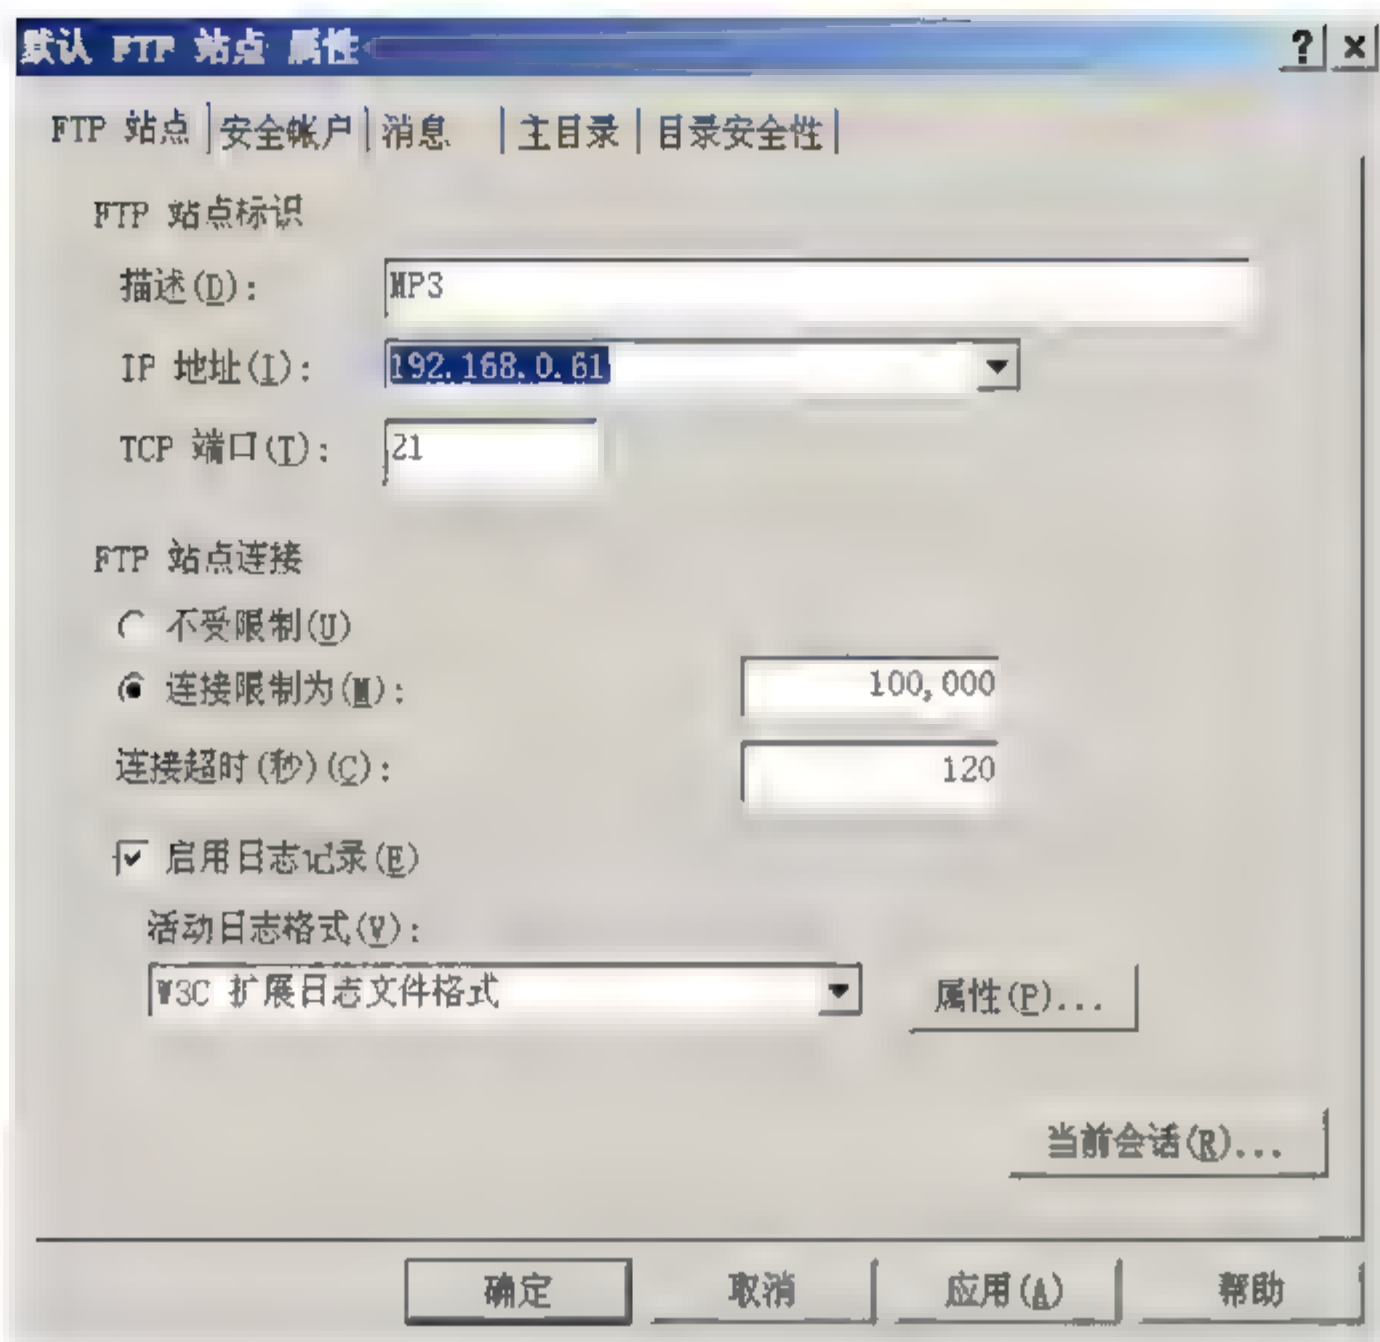 默认 FTP 站点 属性
FTP 站点 安全帐户 消息 主目录 目录安全性
FTP 站点标识
描述(D): MP3
IP 地址(I): 192.168.0.61
TCP 端口(T): 21
FTP 站点连接
不受限制(U)
连接限制为(M): 100,000
连接超时(秒)(C): 120
启用日志记录(E)
活动日志格式(V):
W3C 扩展日志文件格式 属性(P)...
当前会话(R)...
确定 取消 应用(A) 帮助